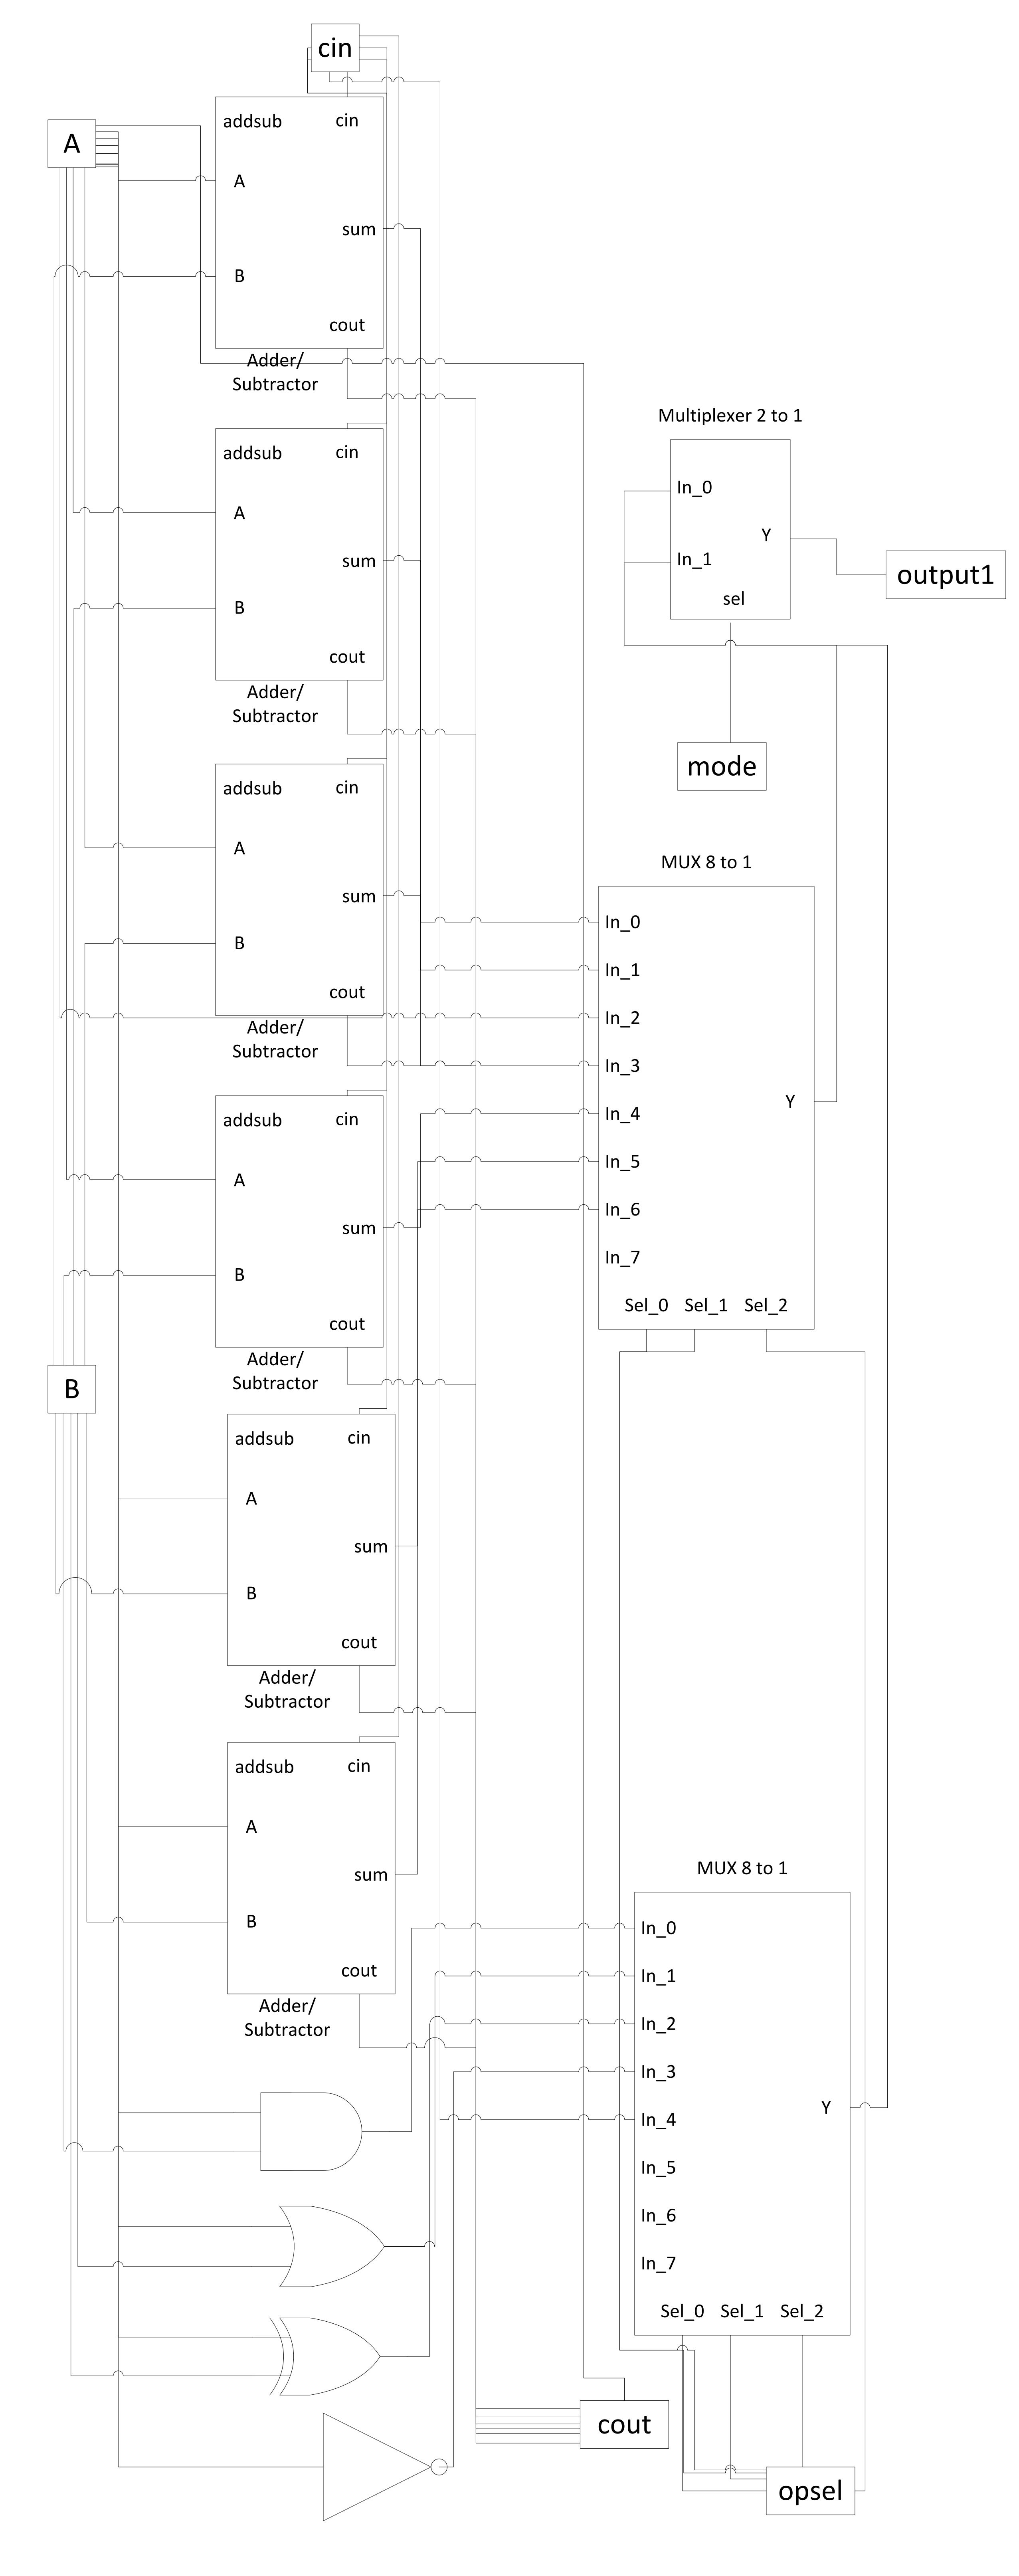 cin
A
addsub cin
A
sum
B
cout
Adder/
Subtractor
addsub cin
A
sum
B
cout
Adder/
Subtractor
addsub cin
A
sum
B
cout
Adder/
Subtractor
addsub cin
A
sum
B
cout
Adder/
Subtractor
B
addsub cin
A
sum
B
cout
Adder/
Subtractor
addsub cin
A
sum
B
cout
Adder/
Subtractor
Multiplexer 2 to 1
In_0
Y
In_1
sel
output1
mode
MUX 8 to 1
In_0
In_1
In_2
In_3
Y
In_4
In_5
In_6
In_7
Sel_0 Sel_1 Sel_2
MUX 8 to 1
In_0
In_1
In_2
In_3
Y
In_4
In_5
In_6
In_7
Sel_0 Sel_1 Sel_2
cout
opsel